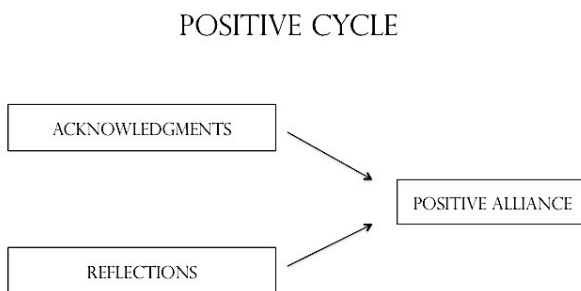 POSITIVE CYCLE
ACKNOWLEDGMENTS
POSITIVE ALLIANCE
REFLECTIONS